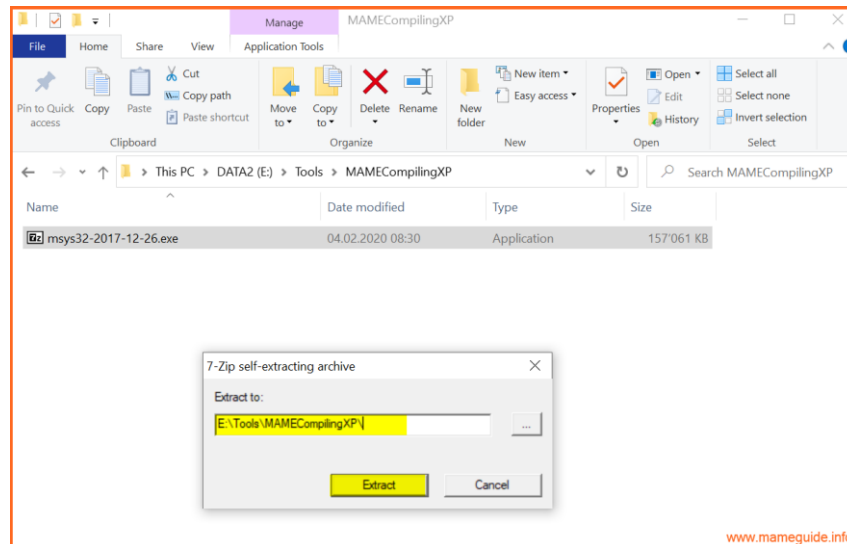 Manage
MAMECompilingXP
File
Home
Share
View
Application Tools
Pin to Quick access
Copy
Paste
Cut
Copy path
Paste shortcut
Clipboard
Move to
Copy to
Delete
Rename
Organize
New folder
New item
Easy access
New
Properties
Open
Edit
History
Open
Select all
Select none
Invert selection
Select
This PC > DATA2 (E:) > Tools > MAMECompilingXP
Search MAMECompilingXP
Name
Date modified
Type
Size
7z
msys32-2017-12-26.exe
04.02.2020 08:30
Application
157'061 KB
7-Zip self-extracting archive
Extract to:
E:\Tools\MAMECompilingXP\
...
Extract
Cancel
www.mameguide.info